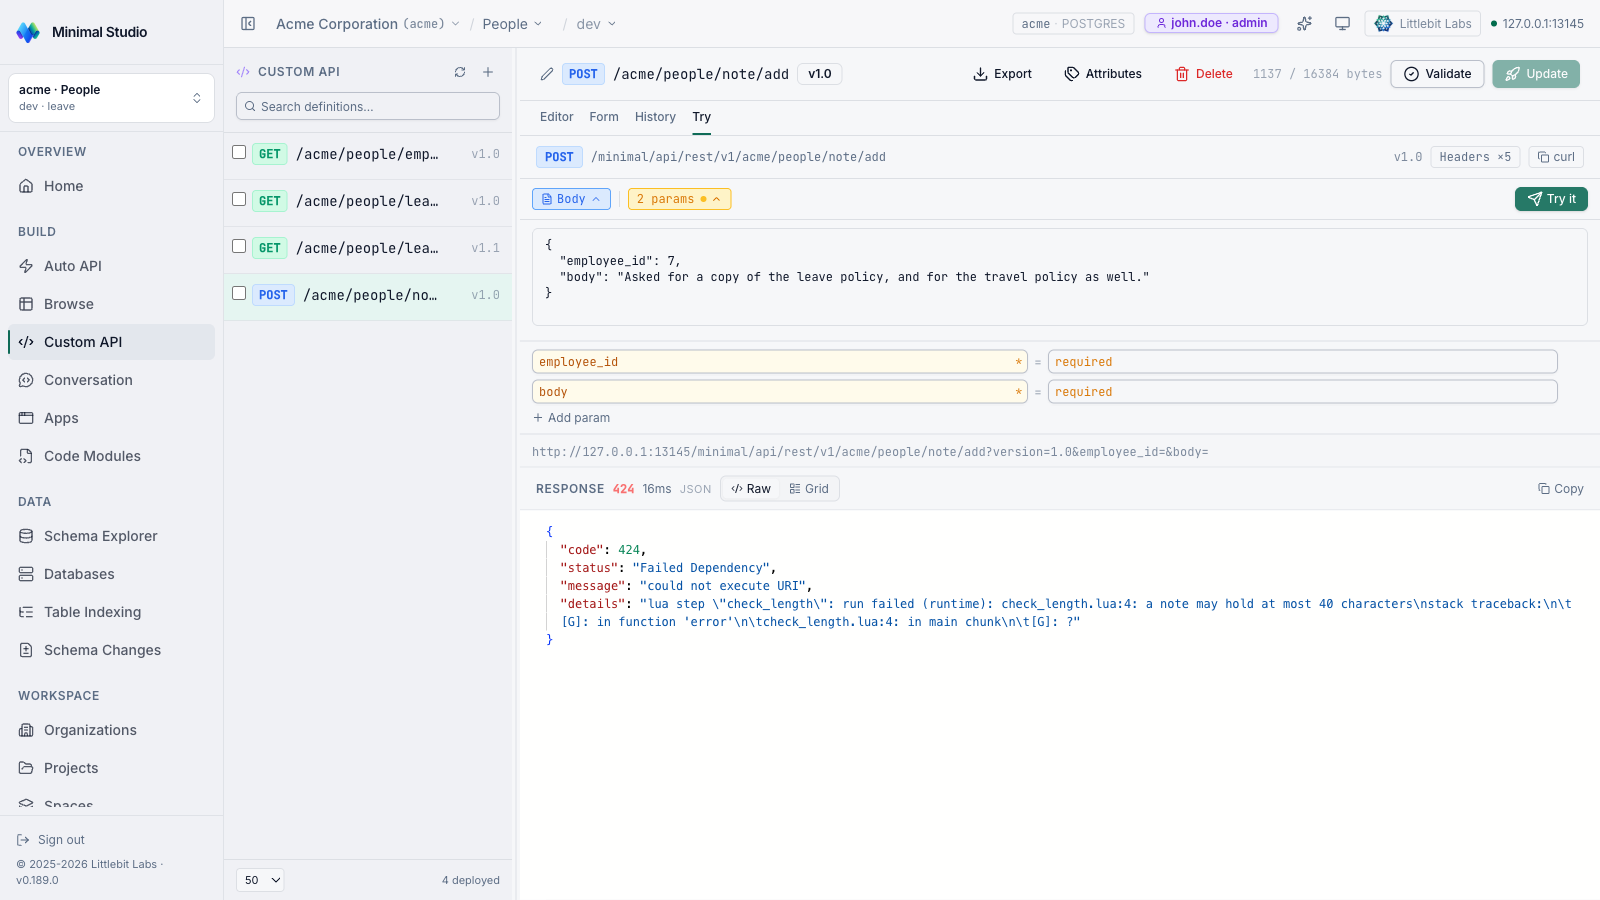 Minimal Studio
acme · People
dev · leave
OVERVIEW
Home
BUILD
Auto API
Browse
Custom API
Conversation
Apps
Code Modules
DATA
Schema Explorer
Databases
Table Indexing
Schema Changes
WORKSPACE
Organizations
Projects
Spaces
Sign out
© 2025-2026 Littlebit Labs ·
v0.189.0
Acme Corporation (acme) / People / dev
acme · POSTGRES
john.doe · admin
Littlebit Labs
127.0.0.1:13145
CUSTOM API
Search definitions...
GET /acme/people/emp… v1.0
GET /acme/people/lea… v1.0
GET /acme/people/lea… v1.1
POST /acme/people/no… v1.0
50
4 deployed
POST /acme/people/note/add v1.0
Export
Attributes
Delete
1137 / 16384 bytes
Validate
Update
Editor Form History Try
POST /minimal/api/rest/v1/acme/people/note/add v1.0 Headers ×5 curl
Body 2 params Try it
{
"employee_id": 7,
"body": "Asked for a copy of the leave policy, and for the travel policy as well."
}
employee_id * = required
body * = required
+ Add param
http://127.0.0.1:13145/minimal/api/rest/v1/acme/people/note/add?version=1.0&employee_id=&body=
RESPONSE 424 16ms JSON Raw Grid Copy
{
"code": 424,
"status": "Failed Dependency",
"message": "could not execute URI",
"details": "lua step \"check_length\": run failed (runtime): check_length.lua:4: a note may hold at most 40 characters\nstack traceback:\n\t
[G]: in function 'error'\n\tcheck_length.lua:4: in main chunk\n\t[G]: ?"
}